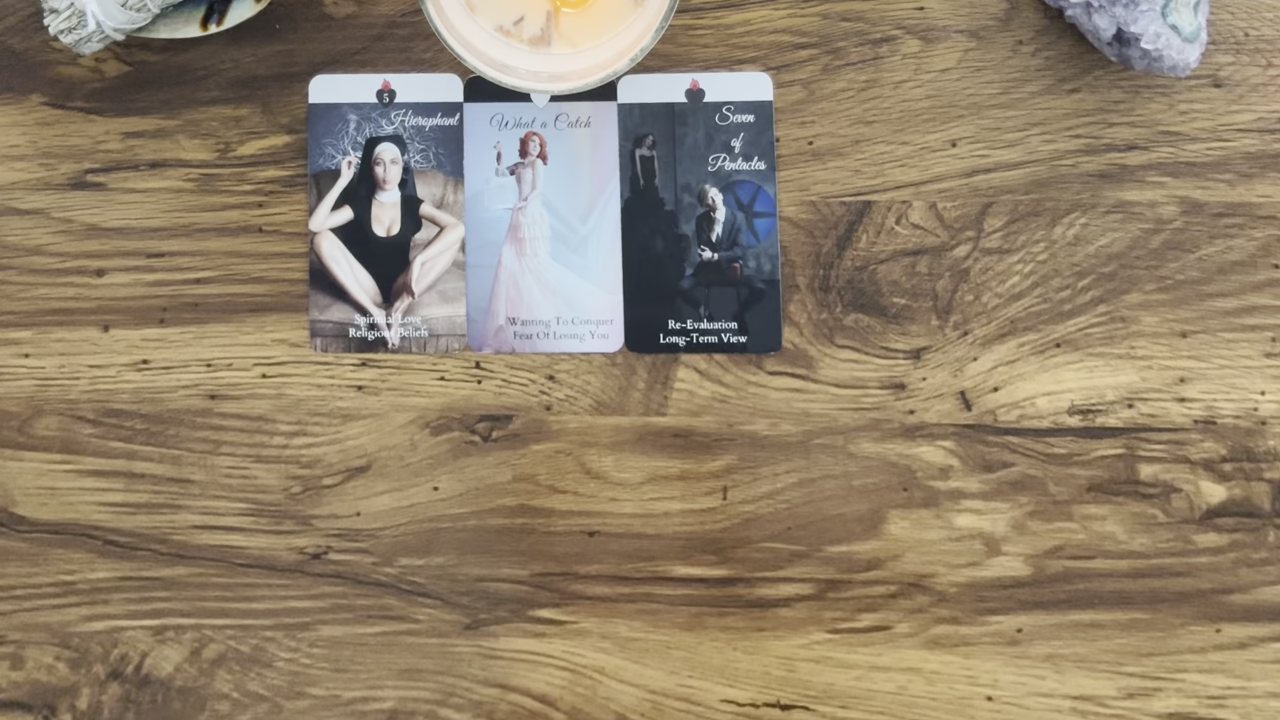 5
Hierophant
Spiritual Love
Religious Beliefs
What a Catch
Wanting To Conquer
Fear Of Losing You
Seven
of
Pentacles
Re-Evaluation
Long-Term View